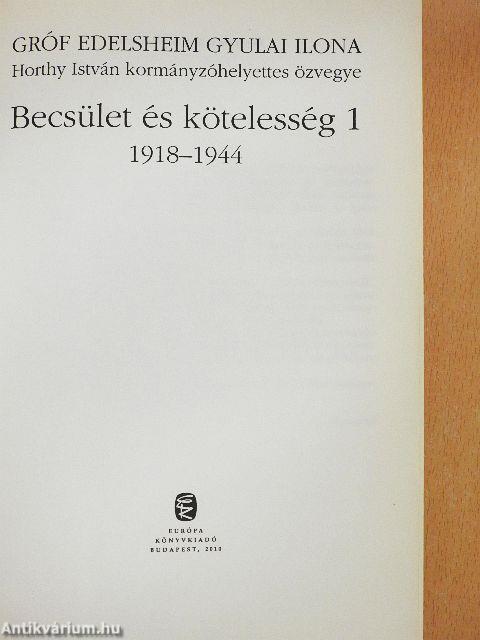 GRÓF EDELSHEIM GYULAI ILONA
Horthy István kormányzóhelyettes özvegye
Becsület és kötelesség 1
1918–1944
EURÓPA
KÖNYVKIADÓ
BUDAPEST, 2010
Antikvárium.hu